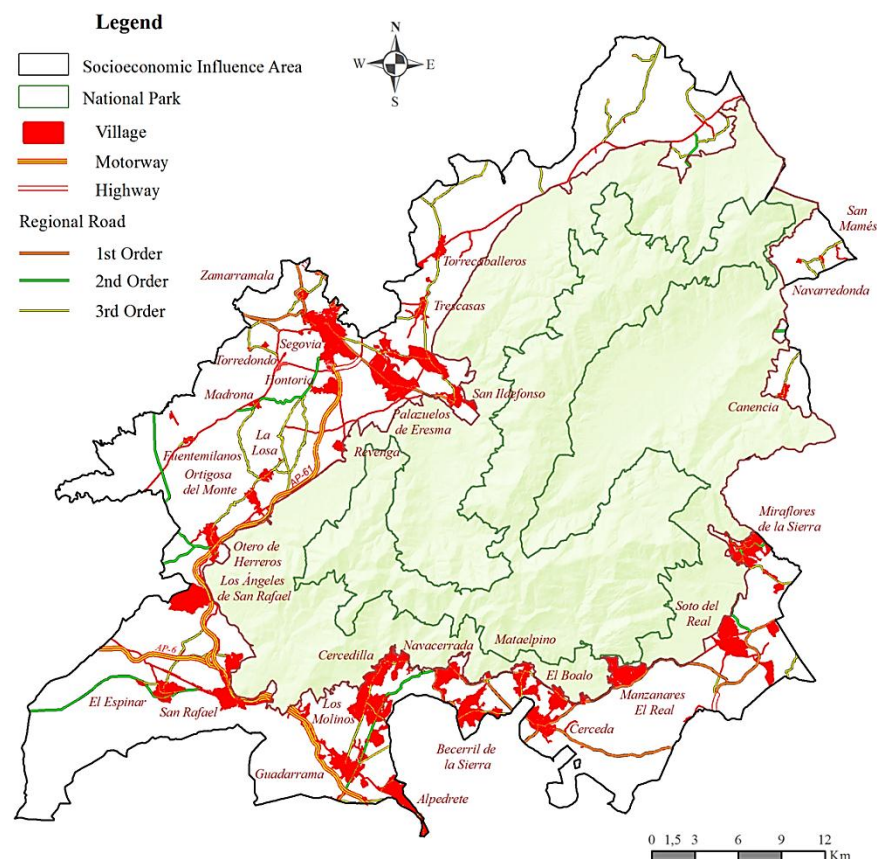 Legend
N
W
E
S
Socioeconomic Influence Area
National Park
Village
Motorway
Highway
Regional Road
1st Order
2nd Order
3rd Order
San
Mamés
Navarredonda
Torrecaballeros
Zamarramala
Trescasas
Segovia
Torredondo
Hontoria
San Ildefonso
Madrona
Palazuelos
de Eresma
Canencia
La
Losa
Revenga
Fuentemilanos
Ortigosa
del Monte
AP-61
Miraflores
de la Sierra
Otero de
Herreros
Los Ángeles
de San Rafael
Soto del
Real
AP-6
Cercedilla
Navacerrada
Mataelpino
El Boalo
El Espinar
San Rafael
Los
Molinos
Manzanares
El Real
Cerceda
Becerril de
la Sierra
Guadarrama
Alpedrete
0 1,5 3 6 9 12
Km